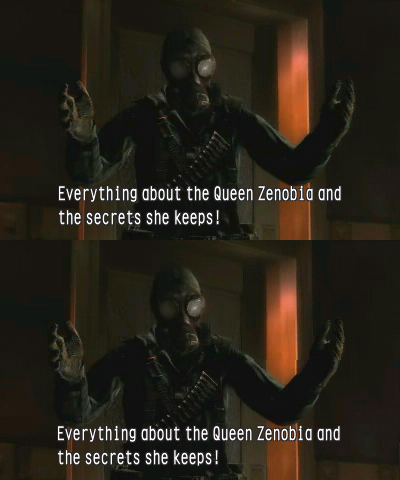 Everything about the Queen Zenobia and
the secrets she keeps!
Everything about the Queen Zenobia and
the secrets she keeps!